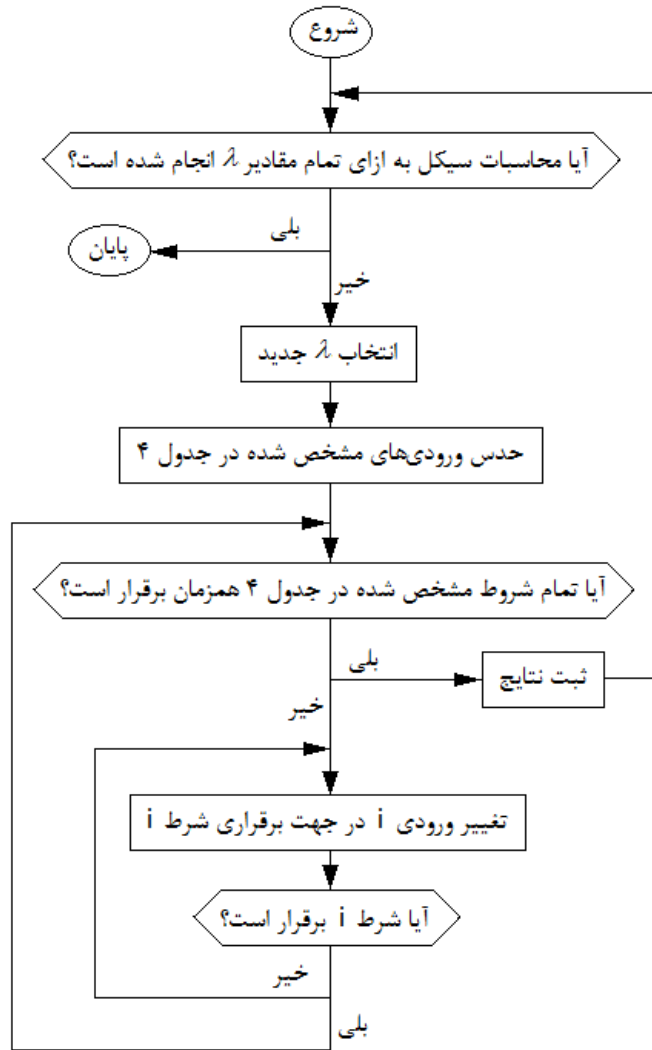 شروع
آیا محاسبات سیکل به ازای تمام مقادیر λ انجام شده است؟
بلی
پایان
خیر
انتخاب λ جدید
حدس ورودی‌های مشخص شده در جدول ۴
آیا تمام شروط مشخص شده در جدول ۴ همزمان برقرار است؟
بلی
ثبت نتایج
خیر
تغییر ورودی i در جهت برقراری شرط i
آیا شرط i برقرار است؟
خیر
بلی